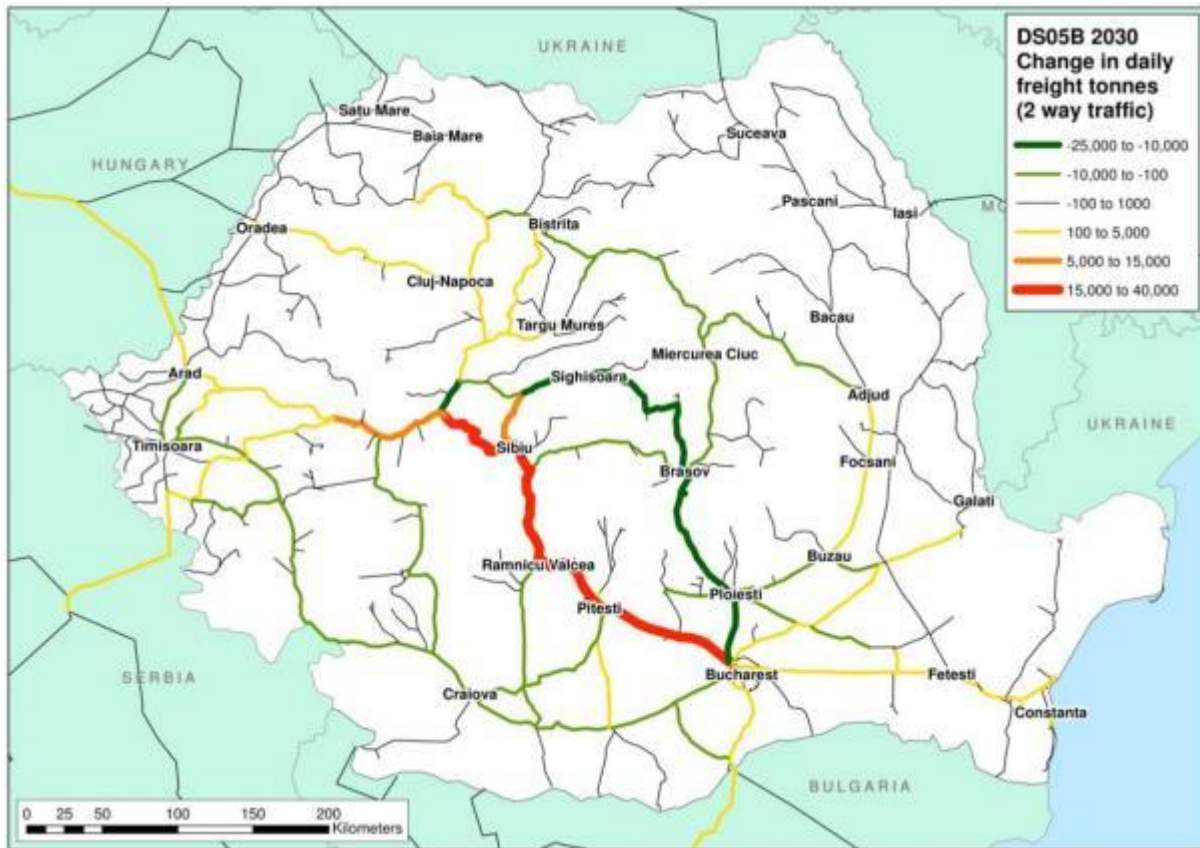 DS05B 2030
Change in daily
freight tonnes
(2 way traffic)
-25,000 to -10,000
-10,000 to -100
-100 to 1000
100 to 5,000
5,000 to 15,000
15,000 to 40,000
UKRAINE
Satu Mare
Baia Mare
Suceava
HUNGARY
Pascani
Iasi
MO
Oradea
Bistrita
Cluj-Napoca
Targu Mures
Bacau
Miercurea Ciuc
Arad
Sighisoara
Adjud
UKRAINE
Timisoara
Sibiu
Focsani
Brasov
Galati
Buzau
Ramnicu Valcea
Ploiesti
Pitesti
SERBIA
Bucharest
Fetesti
Craiova
Constanta
BULGARIA
0 25 50 100 150 200
Kilometers